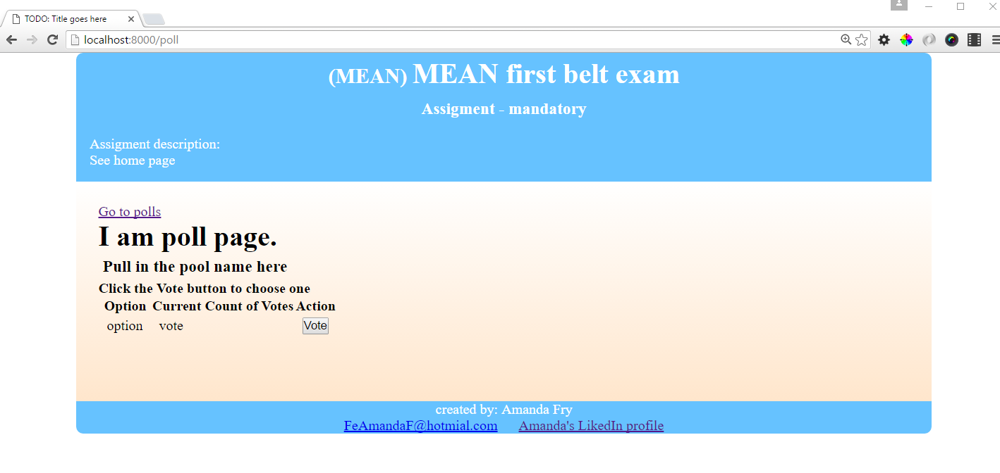 TODO: Title goes here
localhost:8000/poll
(MEAN) MEAN first belt exam
Assigment - mandatory
Assigment description:
See home page
Go to polls
I am poll page.
Pull in the pool name here
Click the Vote button to choose one
Option Current Count of Votes Action
option vote Vote
created by: Amanda Fry
FeAmandaF@hotmial.com Amanda's LikedIn profile